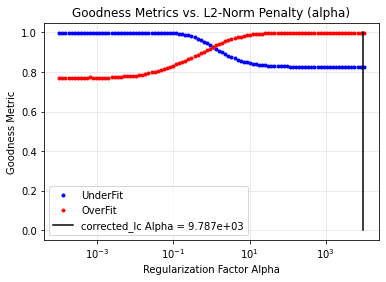 Goodness Metrics vs. L2-Norm Penalty (alpha)
Goodness Metric
1.0
0.8
0.6
0.4
0.2
0.0
UnderFit
OverFit
corrected_lc Alpha = 9.787e+03
10⁻³
10⁻¹
10¹
10³
Regularization Factor Alpha